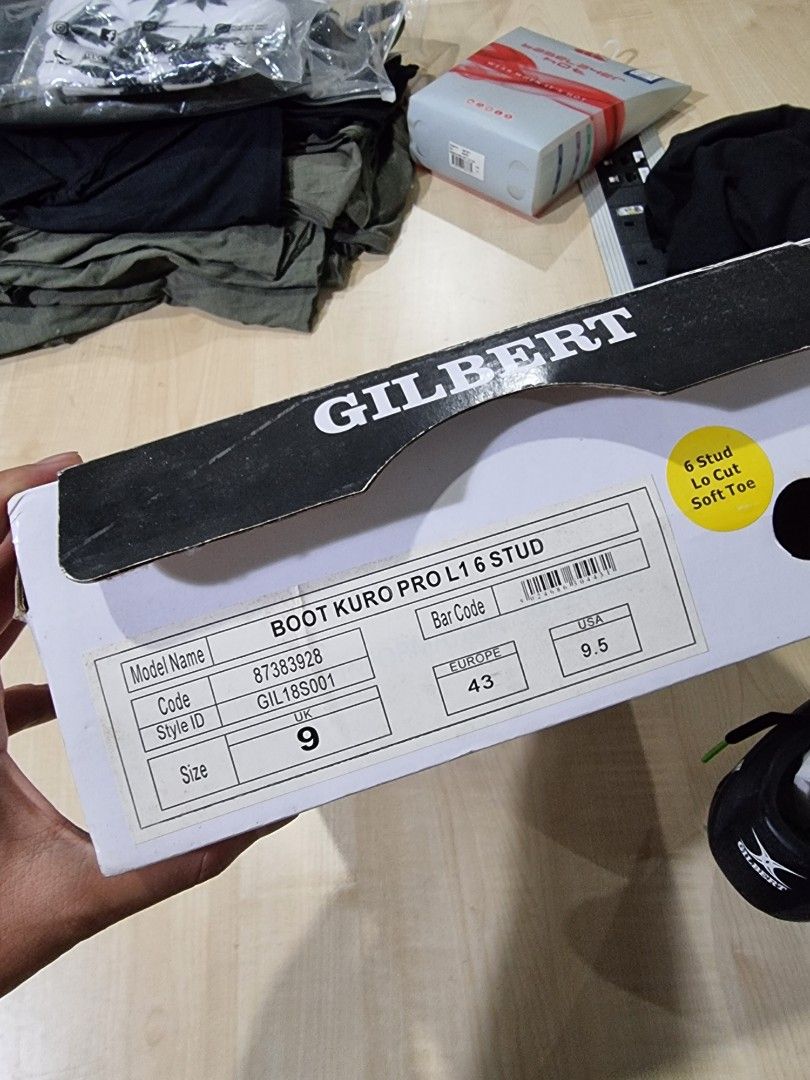 GILBERT
6 Stud
Lo Cut
Soft Toe
Model Name BOOT KURO PRO L1 6 STUD
Code 87383928
Bar Code
Style ID GIL18S001
Size UK 9
EUROPE 43
USA 9.5
GILBERT